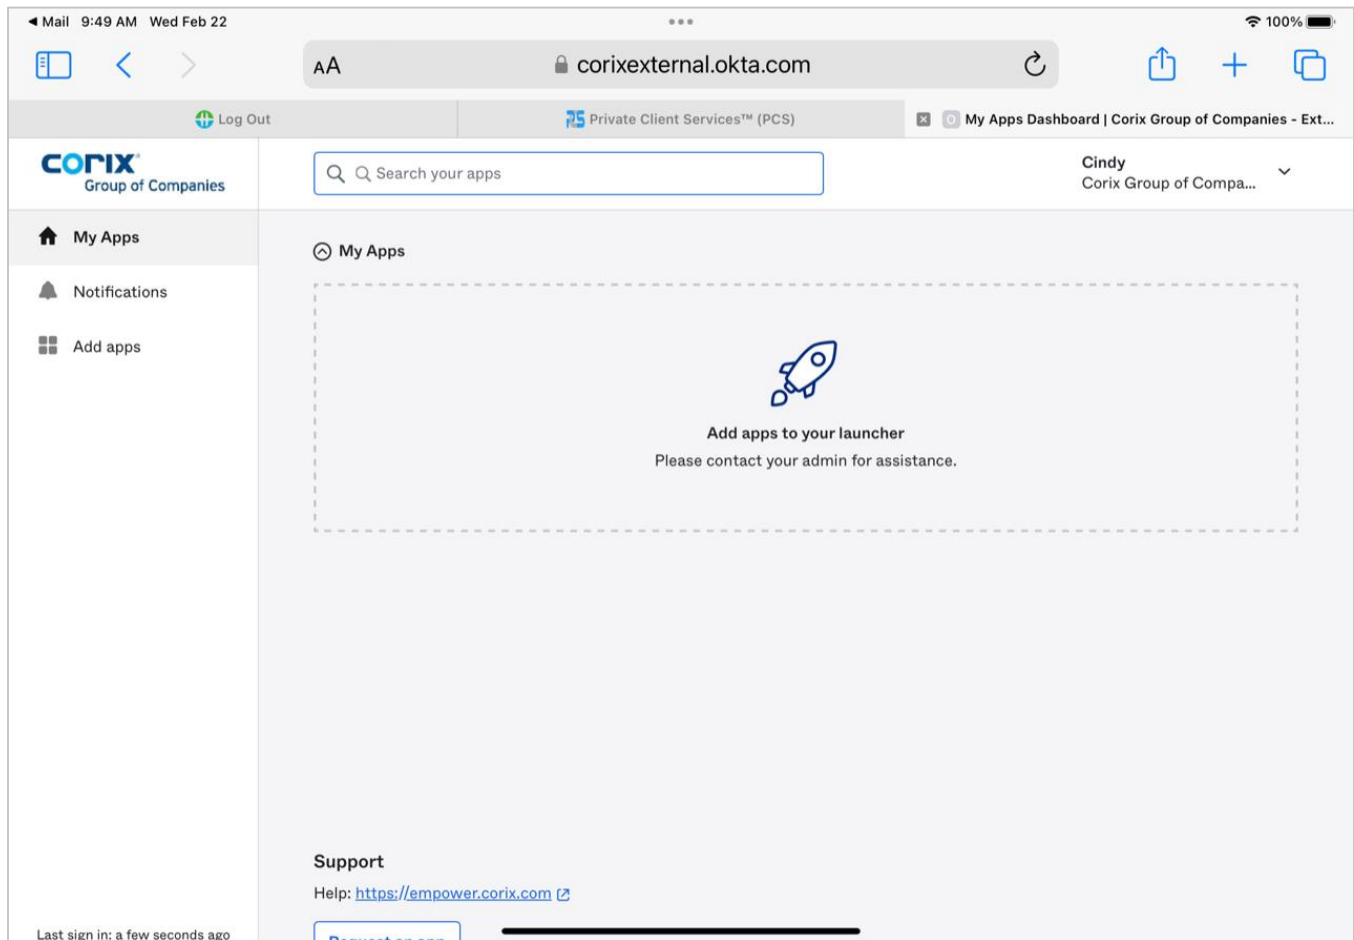 ◀ Mail 9:49 AM Wed Feb 22
100%
AA
corixexternal.okta.com
Log Out
Private Client Services™ (PCS)
My Apps Dashboard | Corix Group of Companies - Ext...
CORIX
Group of Companies
Search your apps
Cindy
Corix Group of Compa...
My Apps
Notifications
Add apps
My Apps
Add apps to your launcher
Please contact your admin for assistance.
Support
Help: https://empower.corix.com
Last sign in: a few seconds ago
Request an app